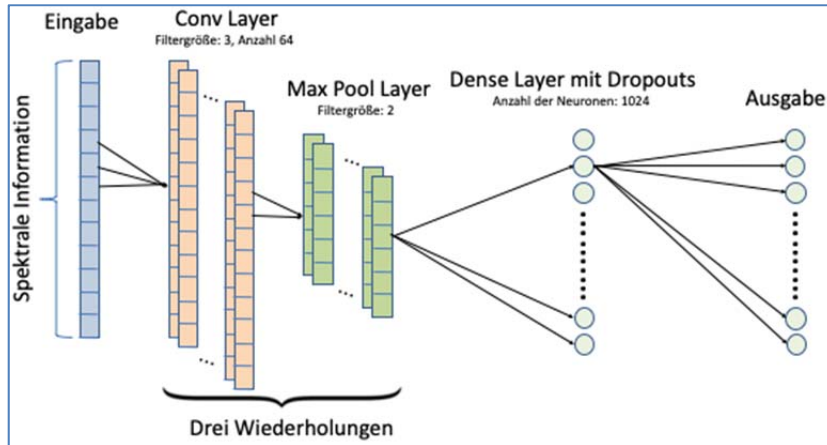 Eingabe
Conv Layer
Filtergröße: 3, Anzahl 64
Max Pool Layer
Filtergröße: 2
Dense Layer mit Dropouts
Anzahl der Neuronen: 1024
Ausgabe
Spektrale Information
Drei Wiederholungen